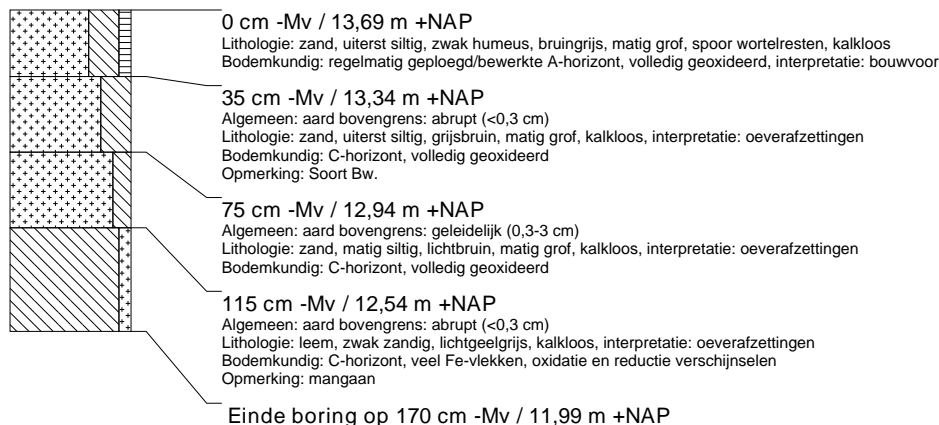 0 cm -Mv / 13,69 m +NAP
Lithologie: zand, uiterst siltig, zwak humeus, bruingrijs, matig grof, spoor wortelresten, kalkloos
Bodemkundig: regelmatig geploegd/bewerkte A-horizont, volledig geoxideerd, interpretatie: bouwvoor
35 cm -Mv / 13,34 m +NAP
Algemeen: aard bovengrens: abrupt (<0,3 cm)
Lithologie: zand, uiterst siltig, grijsbruin, matig grof, kalkloos, interpretatie: oeverafzettingen
Bodemkundig: C-horizont, volledig geoxideerd
Opmerking: Soort Bw.
75 cm -Mv / 12,94 m +NAP
Algemeen: aard bovengrens: geleidelijk (0,3-3 cm)
Lithologie: zand, matig siltig, lichtbruin, matig grof, kalkloos, interpretatie: oeverafzettingen
Bodemkundig: C-horizont, volledig geoxideerd
115 cm -Mv / 12,54 m +NAP
Algemeen: aard bovengrens: abrupt (<0,3 cm)
Lithologie: leem, zwak zandig, lichtgeelgrijs, kalkloos, interpretatie: oeverafzettingen
Bodemkundig: C-horizont, veel Fe-vlekken, oxidatie en reductie verschijnselen
Opmerking: mangaan
Einde boring op 170 cm -Mv / 11,99 m +NAP